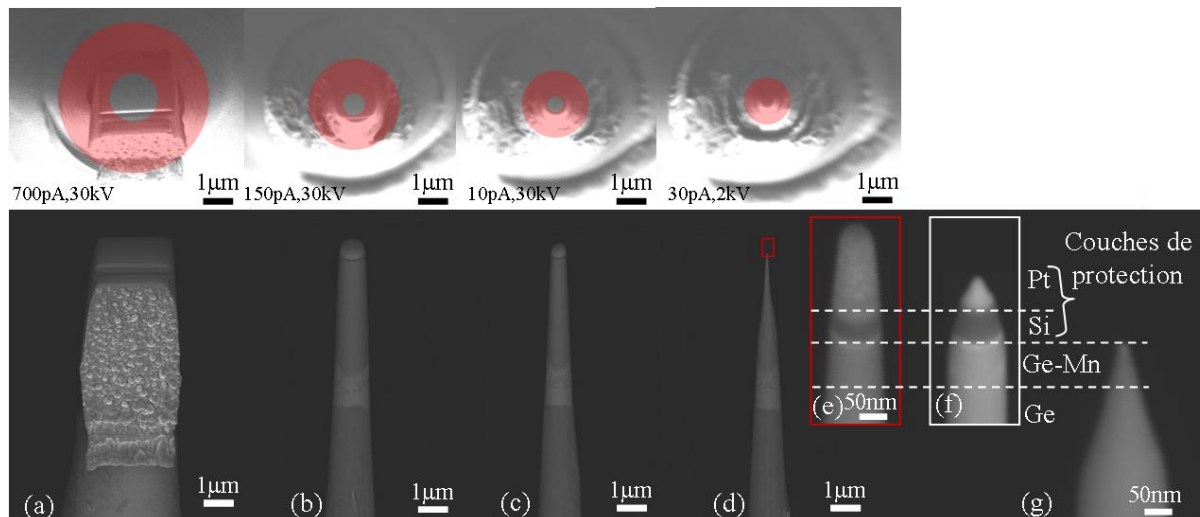 700pA,30kV
1µm
150pA,30kV
1µm
10pA,30kV
1µm
30pA,2kV
1µm
Couches de
protection
Pt
Si
Ge-Mn
Ge
(a)
1µm
(b)
1µm
(c)
1µm
(d)
1µm
(e)
50nm
(f)
(g)
50nm